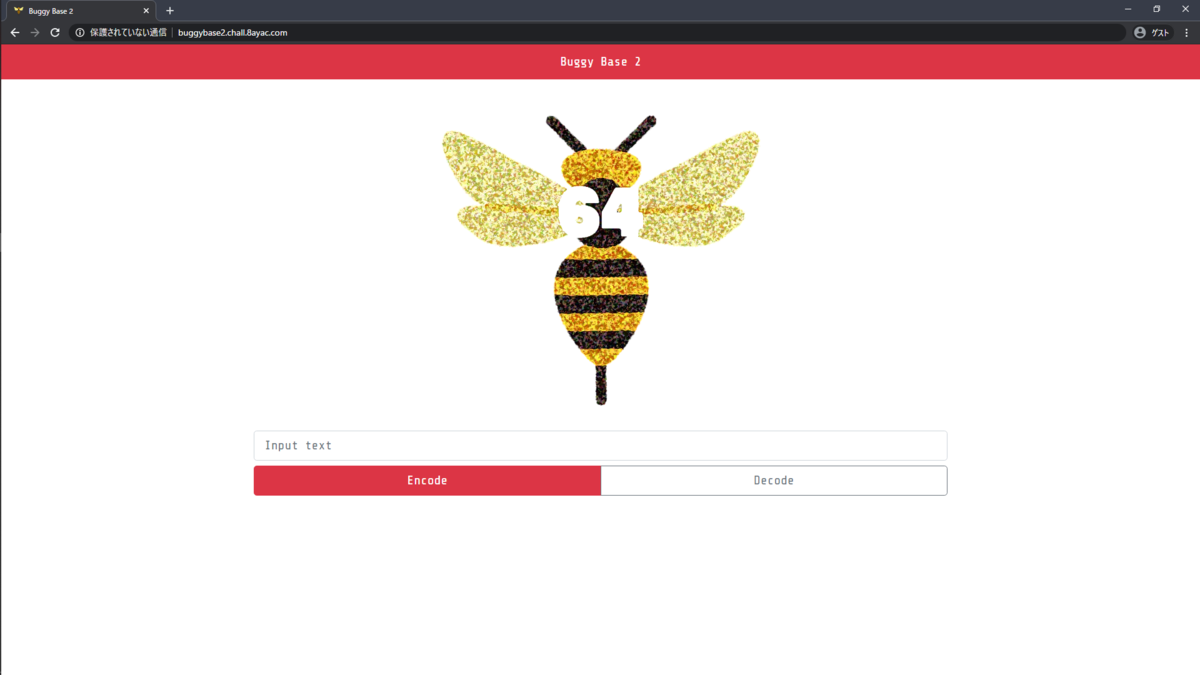 Buggy Base 2
保護されていない通信
buggybase2.chall.8ayac.com
ゲスト
Buggy Base 2
64
Input text
Encode
Decode